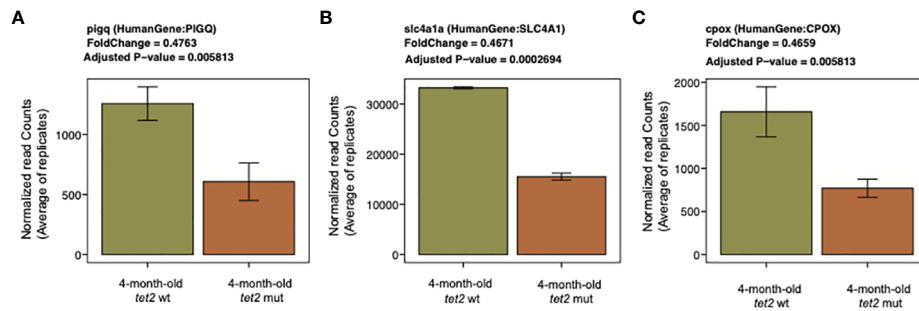 A
pigq (HumanGene:PIGQ)
FoldChange = 0.4763
Adjusted P-value = 0.005813
Normalized read Counts
(Average of replicates)
1000
500
0
4-month-old
tet2 wt
4-month-old
tet2 mut
B
slc4a1a (HumanGene:SLC4A1)
FoldChange = 0.4671
Adjusted P-value = 0.0002694
Normalized read Counts
(Average of replicates)
30000
20000
10000
0
4-month-old
tet2 wt
4-month-old
tet2 mut
C
cpox (HumanGene:CPOX)
FoldChange = 0.4659
Adjusted P-value = 0.005813
Normalized read Counts
(Average of replicates)
2000
1500
1000
500
0
4-month-old
tet2 wt
4-month-old
tet2 mut